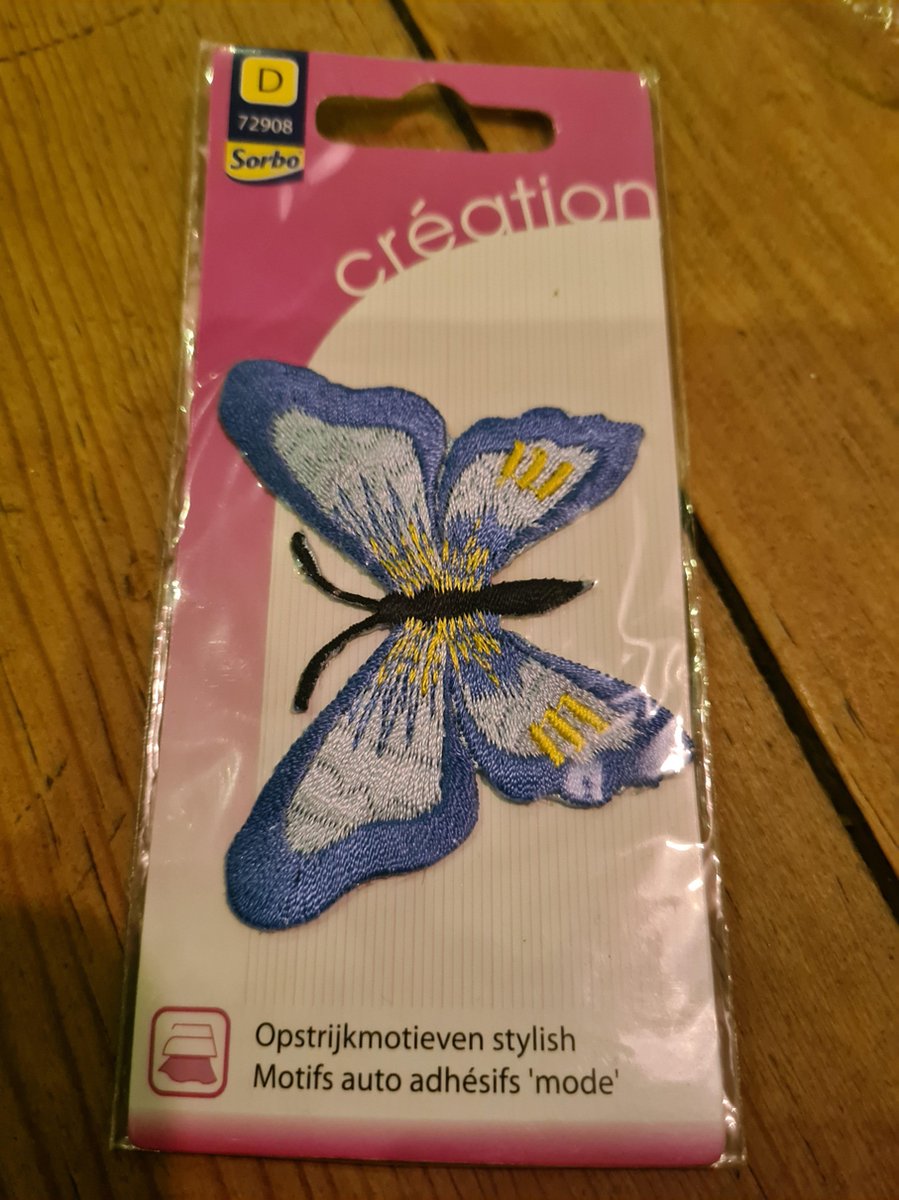 D
72908
Sorbo
création
Opstrijkmotieven stylish
Motifs auto adhésifs 'mode'